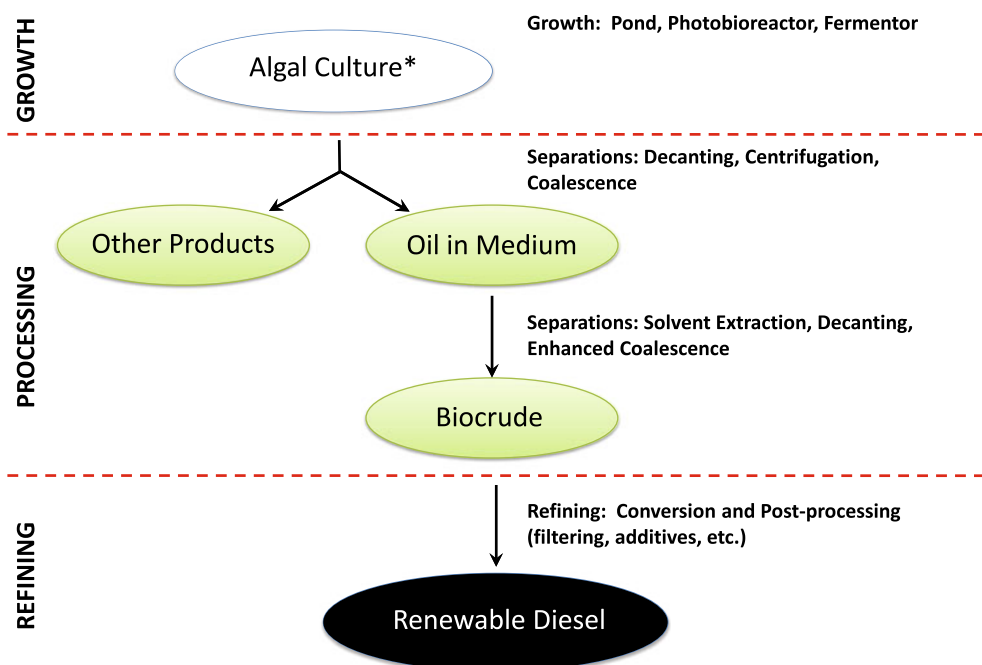 GROWTH
Growth:  Pond, Photobioreactor, Fermentor
Algal Culture*
PROCESSING
Separations: Decanting, Centrifugation,
Coalescence
Other Products
Oil in Medium
Separations: Solvent Extraction, Decanting,
Enhanced Coalescence
Biocrude
REFINING
Refining:  Conversion and Post-processing
(filtering, additives, etc.)
Renewable Diesel